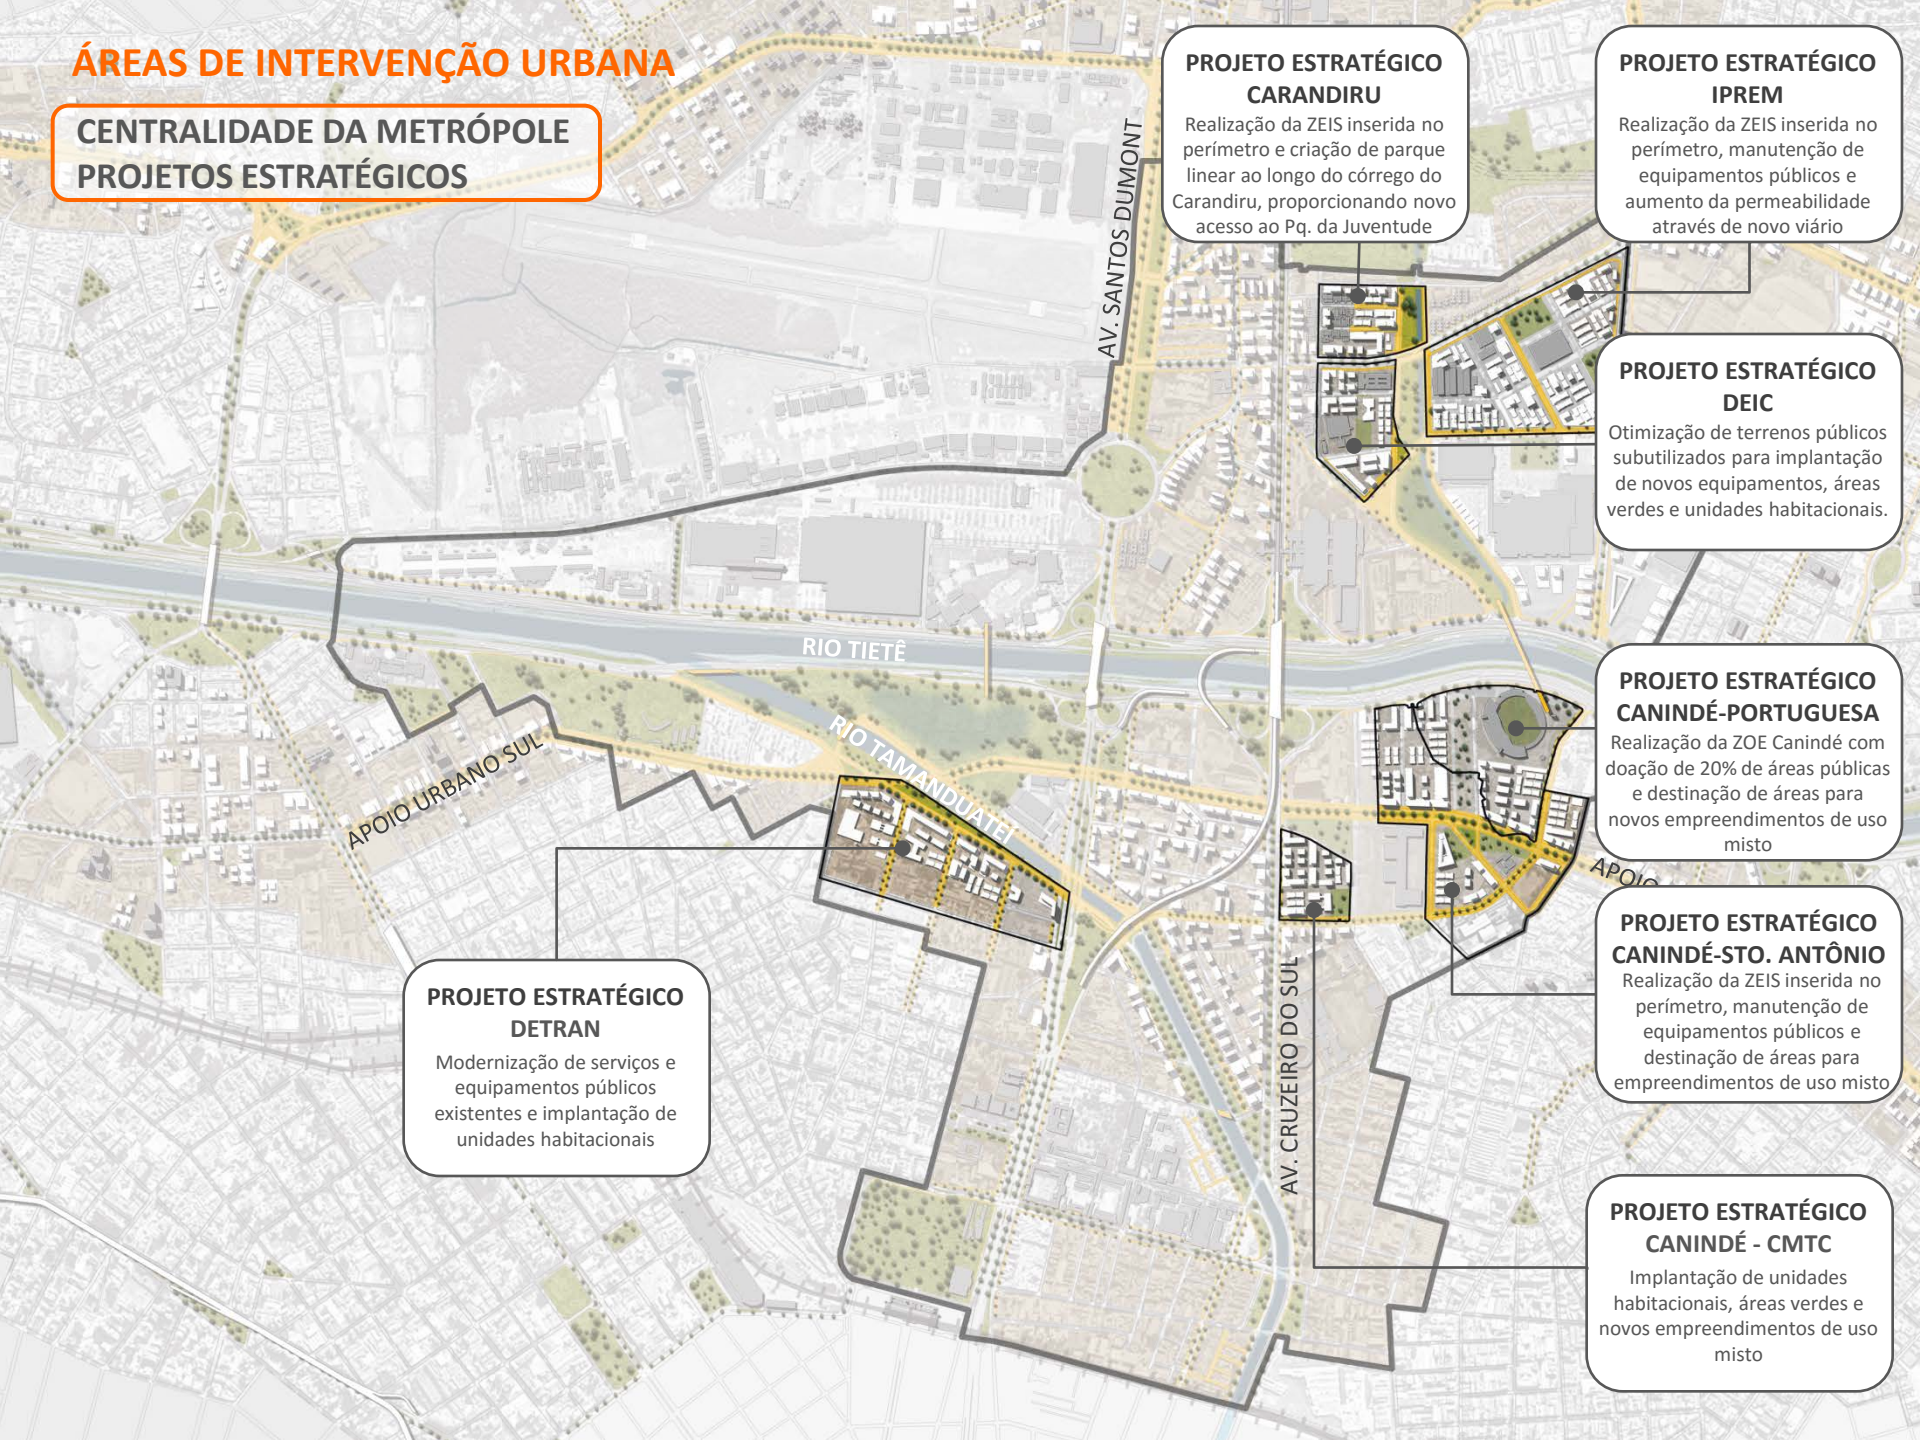 ÁREAS DE INTERVENÇÃO URBANA
CENTRALIDADE DA METRÓPOLE
PROJETOS ESTRATÉGICOS
PROJETO ESTRATÉGICO
CARANDIRU
Realização da ZEIS inserida no
perímetro e criação de parque
linear ao longo do córrego do
Carandiru, proporcionando novo
acesso ao Pq. da Juventude
PROJETO ESTRATÉGICO
IPREM
Realização da ZEIS inserida no
perímetro, manutenção de
equipamentos públicos e
aumento da permeabilidade
através de novo viário
AV. SANTOS DUMONT
PROJETO ESTRATÉGICO
DEIC
Otimização de terrenos públicos
subutilizados para implantação
de novos equipamentos, áreas
verdes e unidades habitacionais.
RIO TIETÊ
RIO TAMANDUATEÍ
APOIO URBANO SUL
PROJETO ESTRATÉGICO
CANINDÉ-PORTUGUESA
Realização da ZOE Canindé com
doação de 20% de áreas públicas
e destinação de áreas para
novos empreendimentos de uso
misto
APOIO
PROJETO ESTRATÉGICO
CANINDÉ-STO. ANTÔNIO
Realização da ZEIS inserida no
perímetro, manutenção de
equipamentos públicos e
destinação de áreas para
empreendimentos de uso misto
PROJETO ESTRATÉGICO
DETRAN
Modernização de serviços e
equipamentos públicos
existentes e implantação de
unidades habitacionais
AV. CRUZEIRO DO SUL
PROJETO ESTRATÉGICO
CANINDÉ - CMTC
Implantação de unidades
habitacionais, áreas verdes e
novos empreendimentos de uso
misto